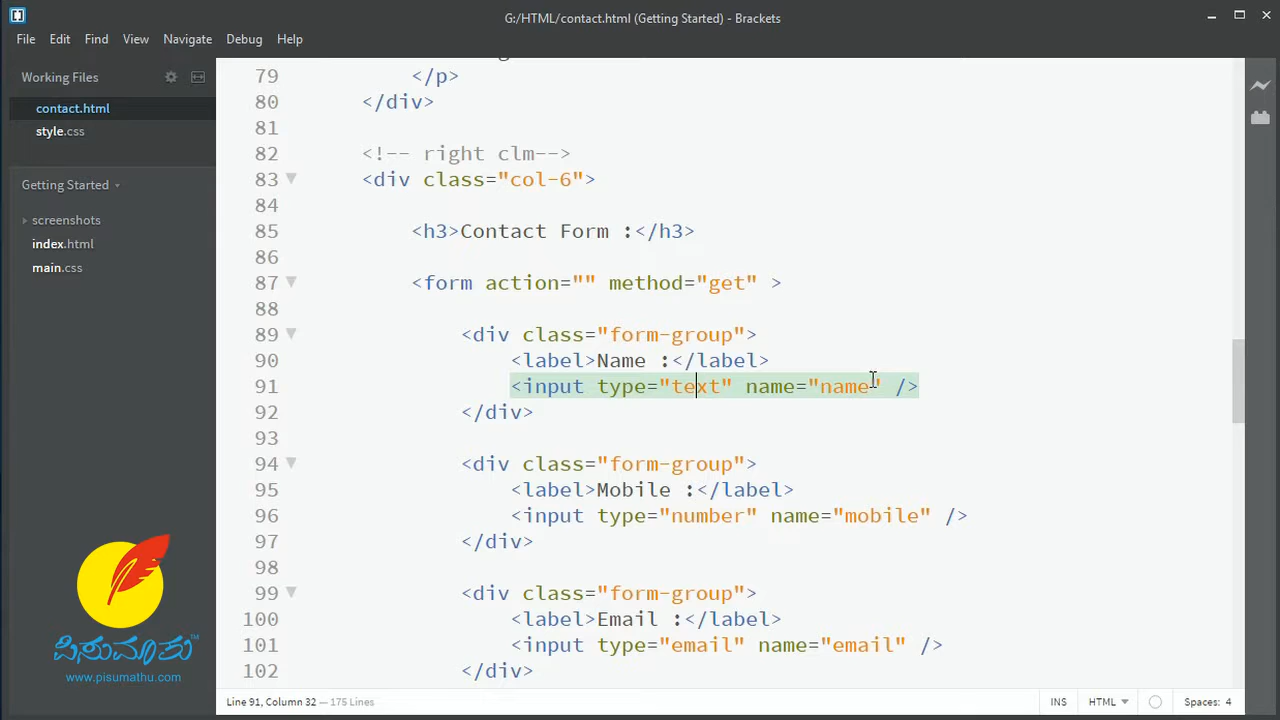 G:/HTML/contact.html (Getting Started) - Brackets
File Edit Find View Navigate Debug Help
Working Files
contact.html
style.css
Getting Started
screenshots
index.html
main.css
79 </p>
80 </div>
81
82 <!-- right clm-->
83 <div class="col-6">
84
85 <h3>Contact Form :</h3>
86
87 <form action="" method="get" >
88
89 <div class="form-group">
90 <label>Name :</label>
91 <input type="text" name="name" />
92 </div>
93
94 <div class="form-group">
95 <label>Mobile :</label>
96 <input type="number" name="mobile" />
97 </div>
98
99 <div class="form-group">
100 <label>Email :</label>
101 <input type="email" name="email" />
102 </div>
ಪಿಸುಮಾತು™
www.pisumathu.com
Line 91, Column 32 — 175 Lines
INS HTML Spaces: 4